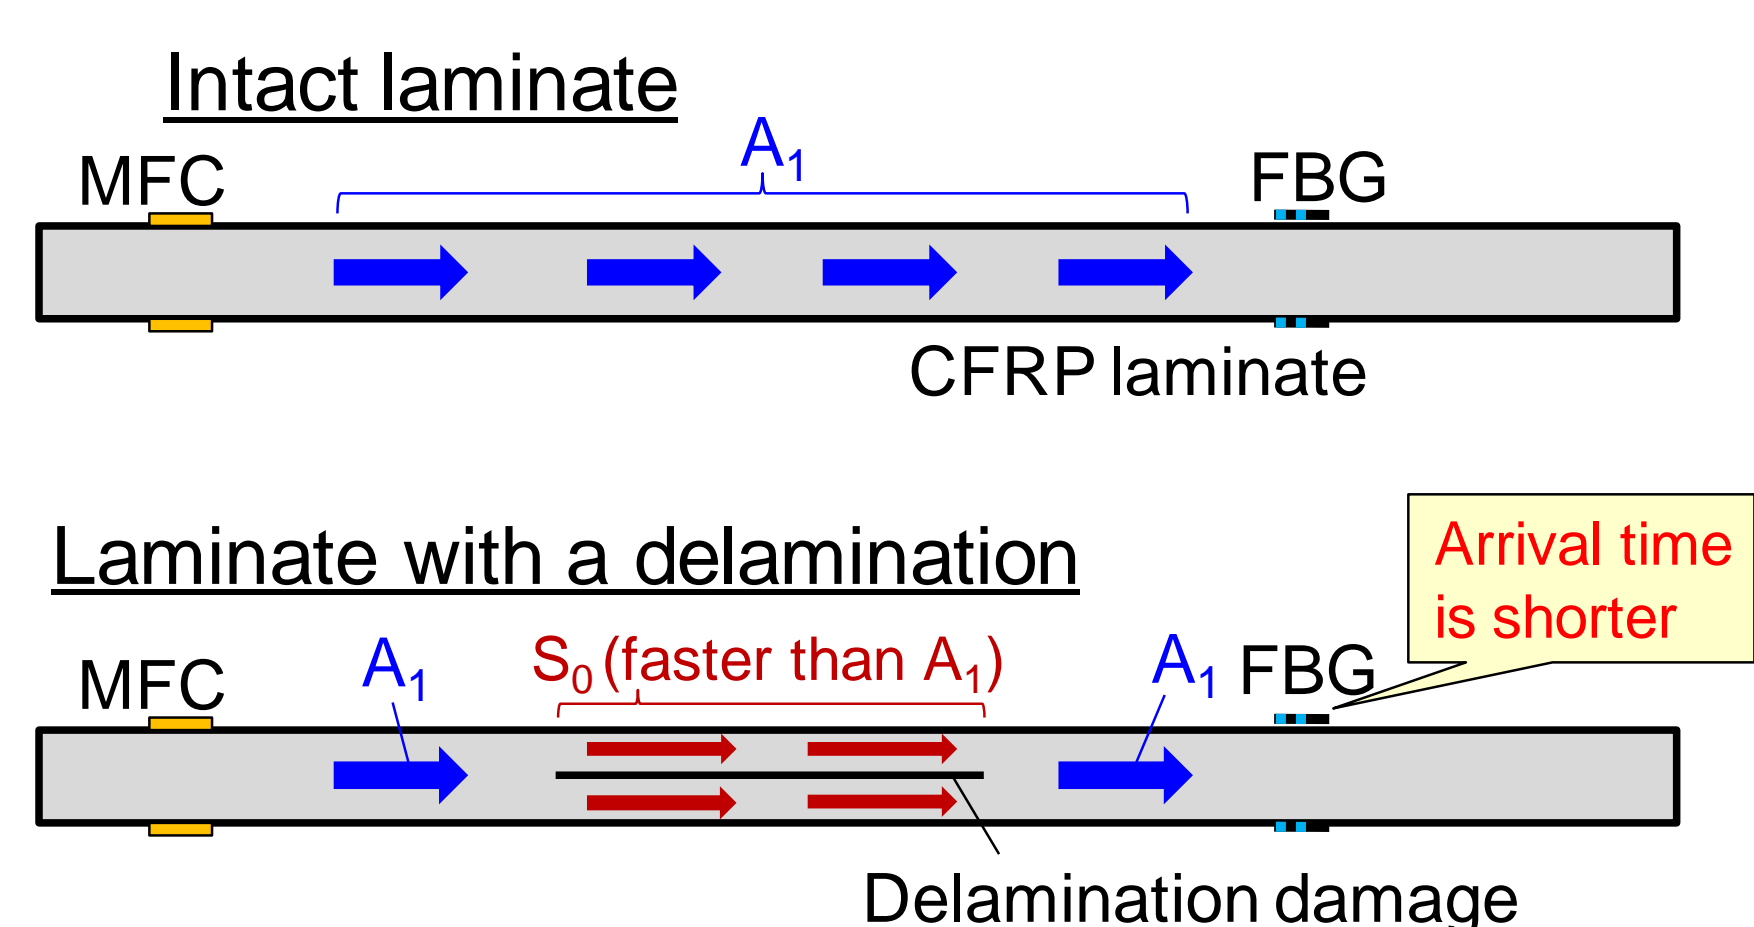 Intact laminate
A₁
MFC
FBG
CFRP laminate
Laminate with a delamination
Arrival time
is shorter
MFC
A₁
S₀ (faster than A₁)
A₁
FBG
Delamination damage